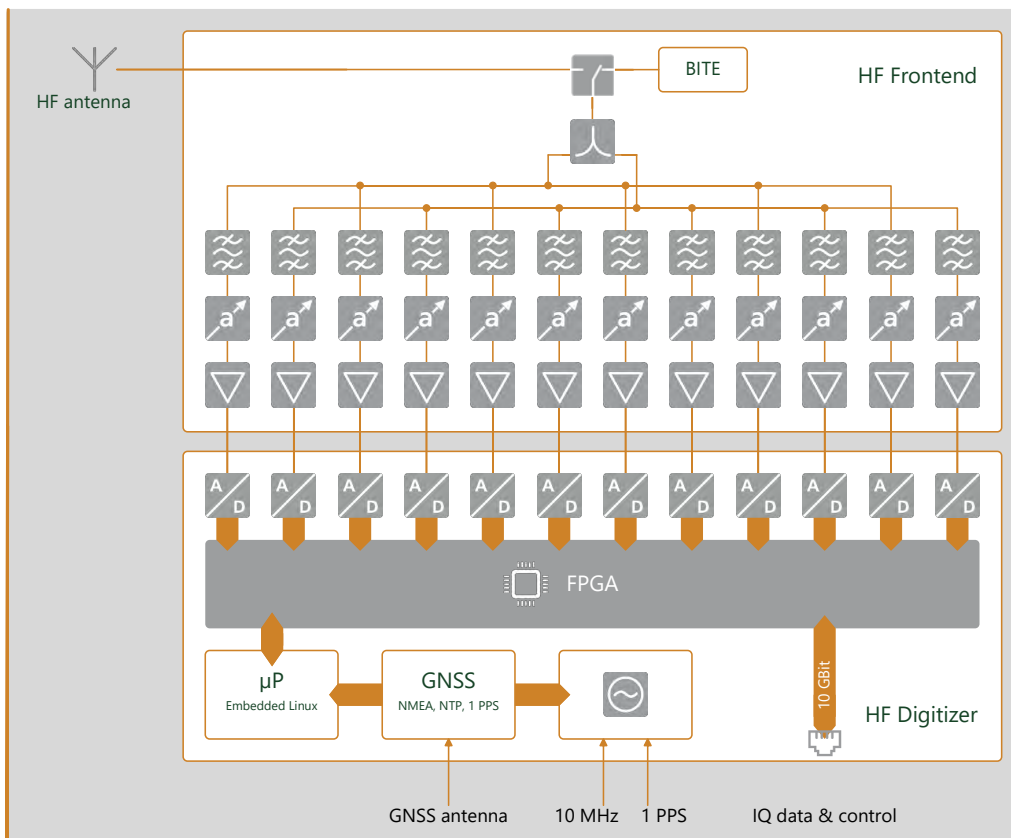 BITE
HF Frontend
HF antenna
a a a a a a a a a a a a
A A A A A A A A A A A A
D D D D D D D D D D D D
FPGA
µP
Embedded Linux
GNSS
NMEA, NTP, 1 PPS
10 GBit
HF Digitizer
GNSS antenna
10 MHz
1 PPS
IQ data & control